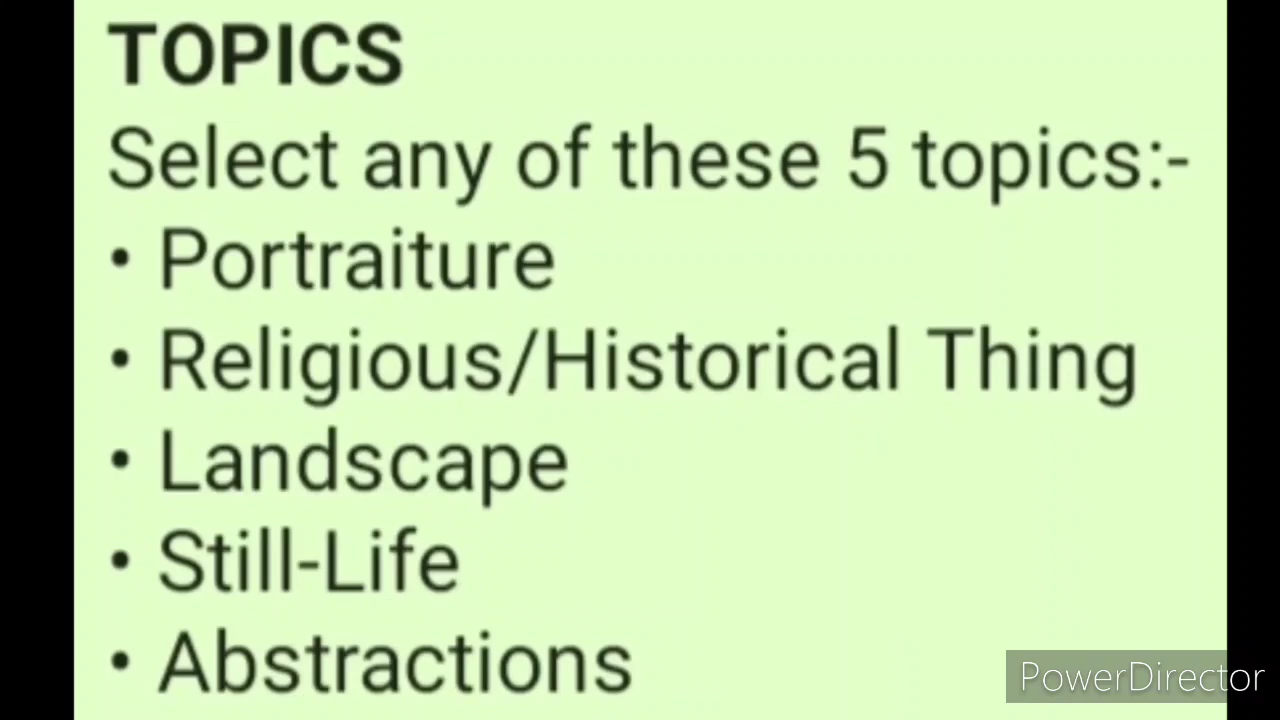 TOPICS
Select any of these 5 topics:-
• Portraiture
• Religious/Historical Thing
• Landscape
• Still-Life
• Abstractions
PowerDirector